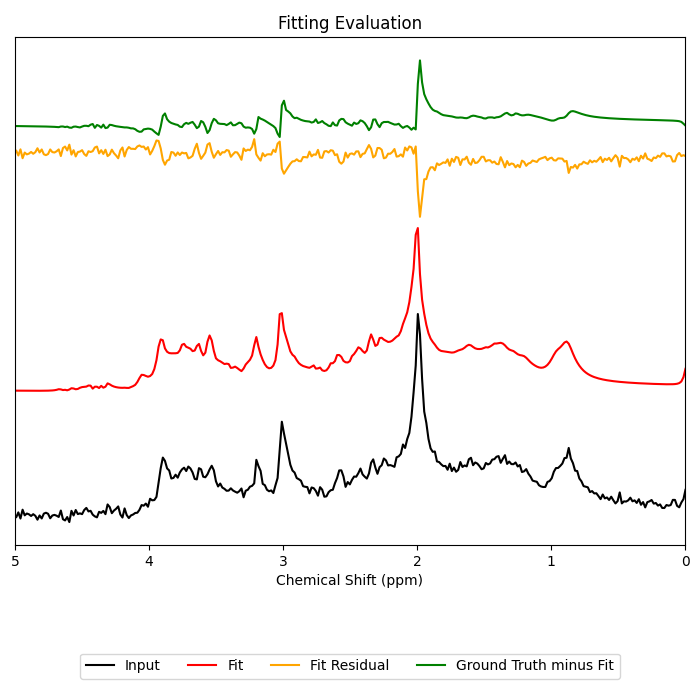 Fitting Evaluation
5 4 3 2 1 0
Chemical Shift (ppm)
Input Fit Fit Residual Ground Truth minus Fit